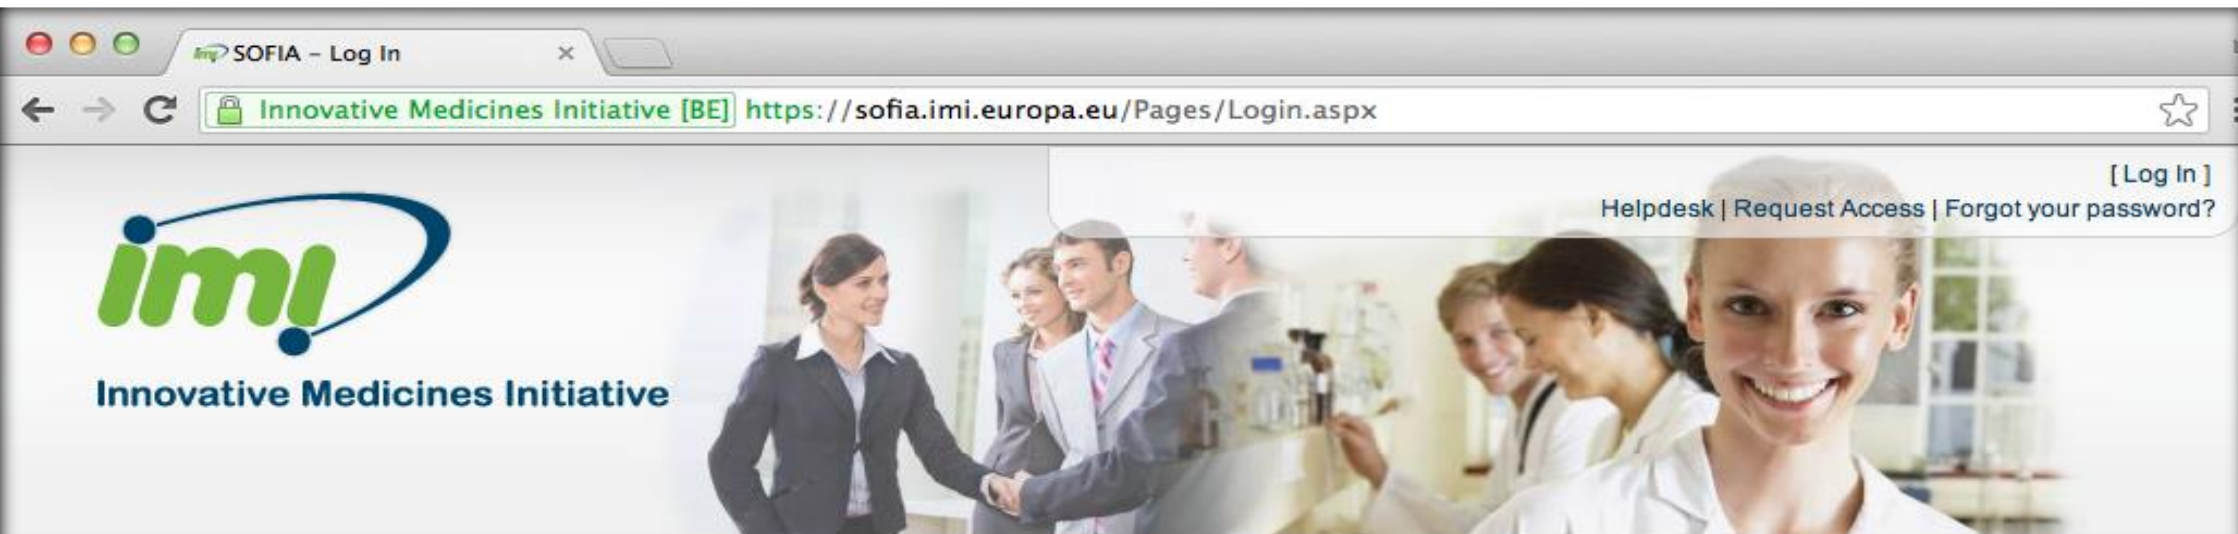 SOFIA – Log In
Innovative Medicines Initiative [BE] https://sofia.imi.europa.eu/Pages/Login.aspx
[ Log In ]
Helpdesk | Request Access | Forgot your password?
imi
Innovative Medicines Initiative